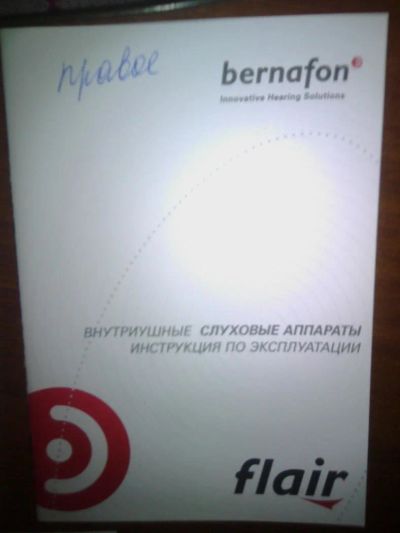 правое
bernafon
Innovative Hearing Solutions
ВНУТРИУШНЫЕ СЛУХОВЫЕ АППАРАТЫ
ИНСТРУКЦИЯ ПО ЭКСПЛУАТАЦИИ
flair